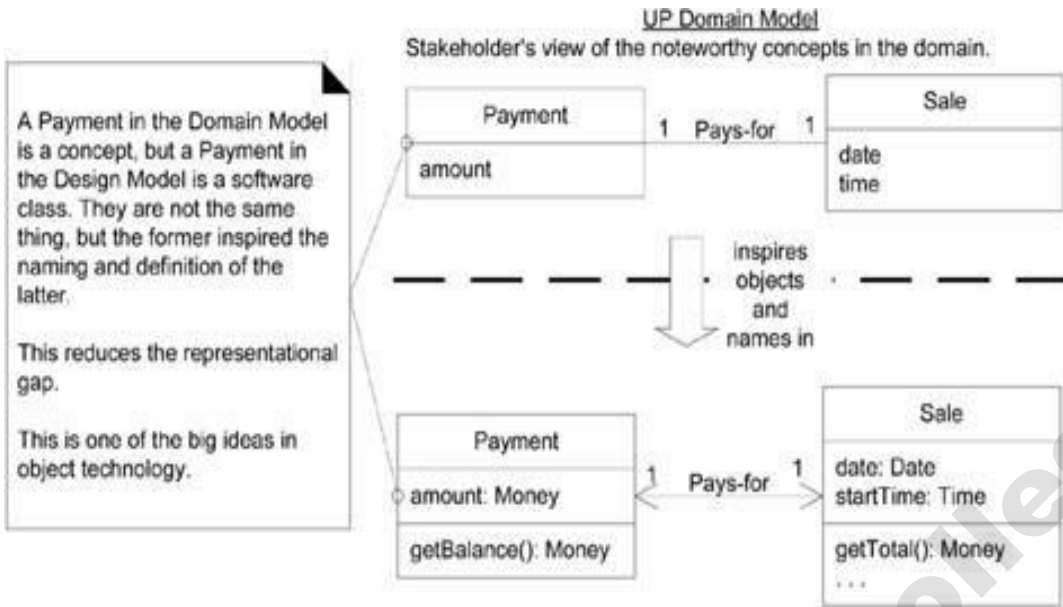 UP Domain Model
Stakeholder's view of the noteworthy concepts in the domain.
A Payment in the Domain Model
is a concept, but a Payment in
the Design Model is a software
class. They are not the same
thing, but the former inspired the
naming and definition of the
latter.
This reduces the representational
gap.
This is one of the big ideas in
object technology.
Payment
amount
1 Pays-for 1
Sale
date
time
inspires
objects
and
names in
Payment
amount: Money
getBalance(): Money
1 Pays-for 1
Sale
date: Date
startTime: Time
getTotal(): Money
. . .